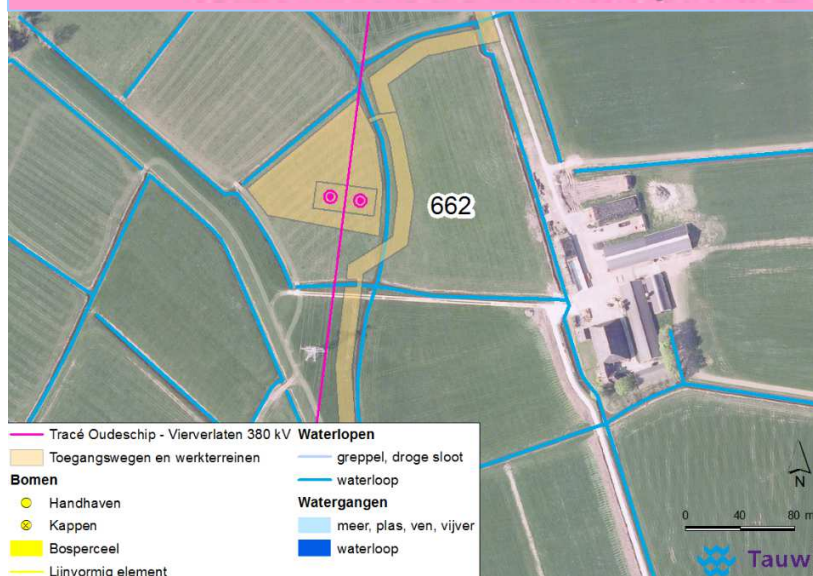 662
Tracé Oudeschip - Vierverlaten 380 kV
Toegangswegen en werkterreinen
Bomen
Handhaven
Kappen
Bosperceel
Lijnvormig element
Waterlopen
greppel, droge sloot
waterloop
Watergangen
meer, plas, ven, vijver
waterloop
N
0 40 80 m
Tauw